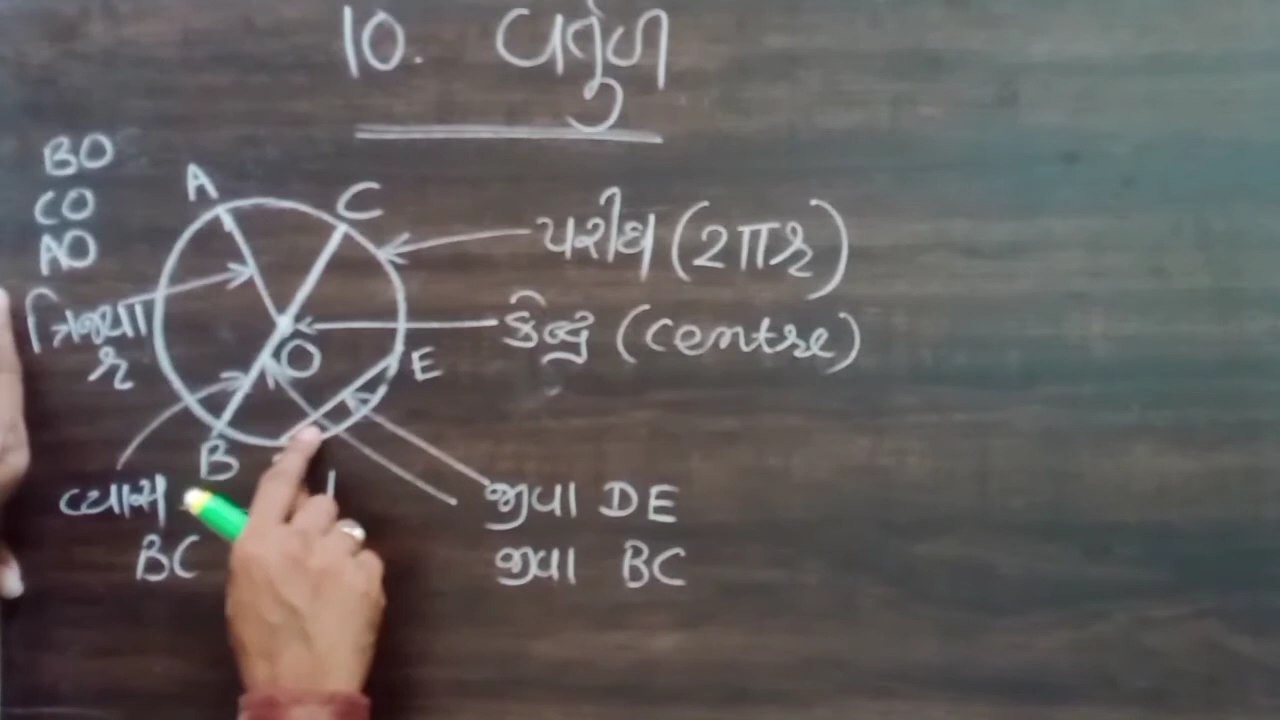 10. વર્તુળ
BO
CO
AO
A
C
પરીઘ (2πr)
ત્રિજ્યા
r
કેન્દ્ર (centre)
O
E
B
વ્યાસ
BC
જીવા DE
જીવા BC